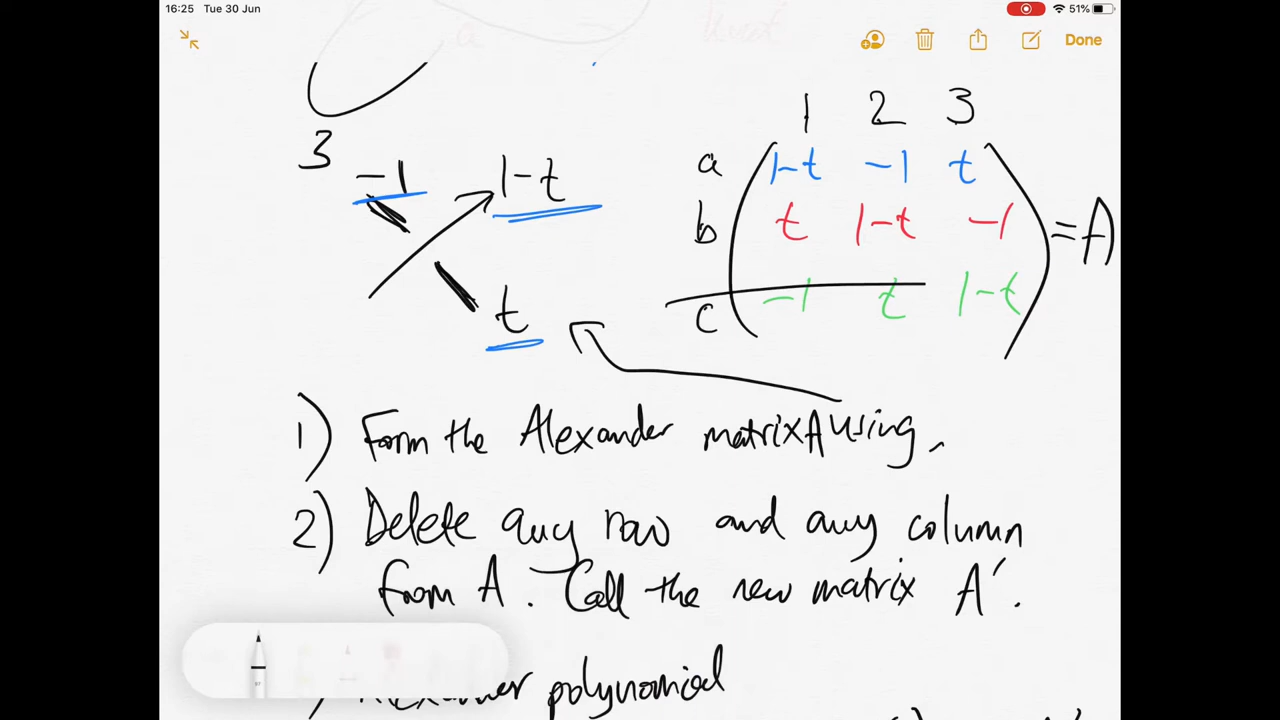 16:25 Tue 30 Jun
51%
Done
1 2 3
3
-1 1-t
t
a 1-t -1 t
b t 1-t -1
= A
c -1 t 1-t
1) Form the Alexander matrix A using
2) Delete any row and any column
from A. Call the new matrix A'.
Alexander polynomial